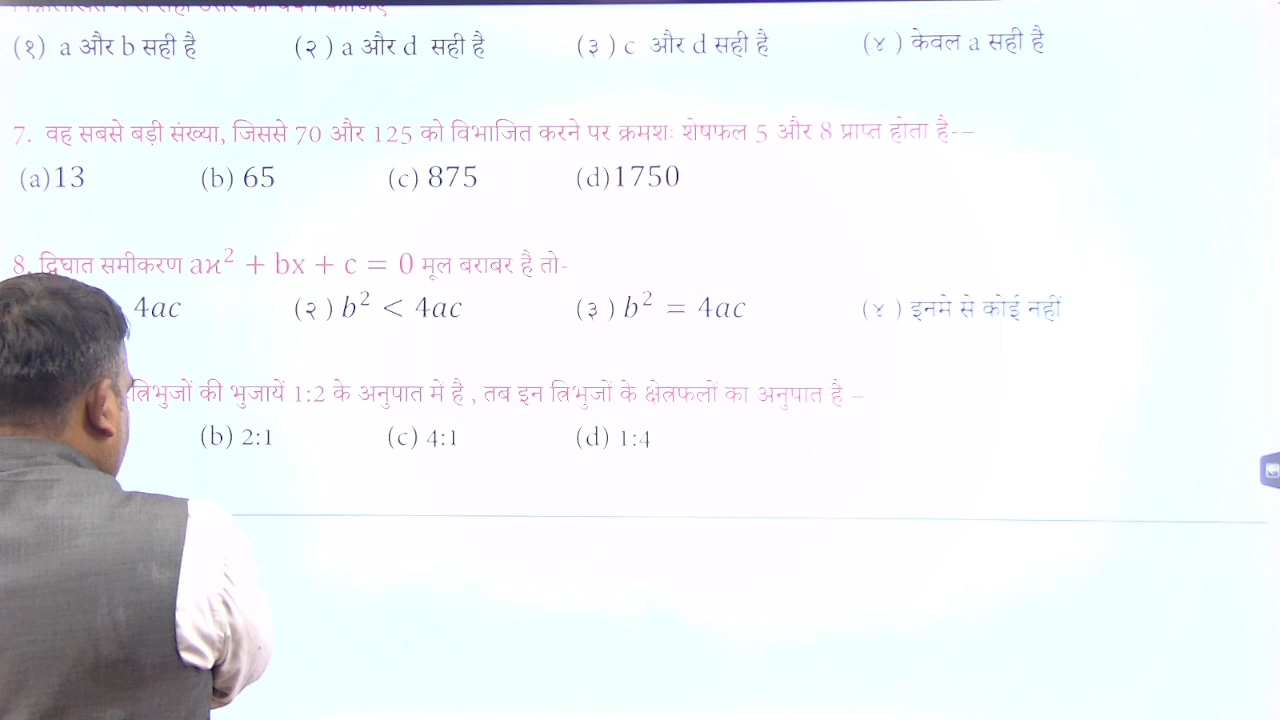 (१) a और b सही है (२) a और d सही है (३) c और d सही है (४) केवल a सही है
7. वह सबसे बड़ी संख्या, जिससे 70 और 125 को विभाजित करने पर क्रमशः शेषफल 5 और 8 प्राप्त होता है--
(a)13 (b) 65 (c) 875 (d)1750
8. द्विघात समीकरण ax² + bx + c = 0 मूल बराबर है तो-
4ac (२) b² < 4ac (३) b² = 4ac (४) इनमे से कोई नहीं
त्रिभुजों की भुजायें 1:2 के अनुपात में है , तब इन त्रिभुजों के क्षेत्रफलों का अनुपात है –
(b) 2:1 (c) 4:1 (d) 1:4